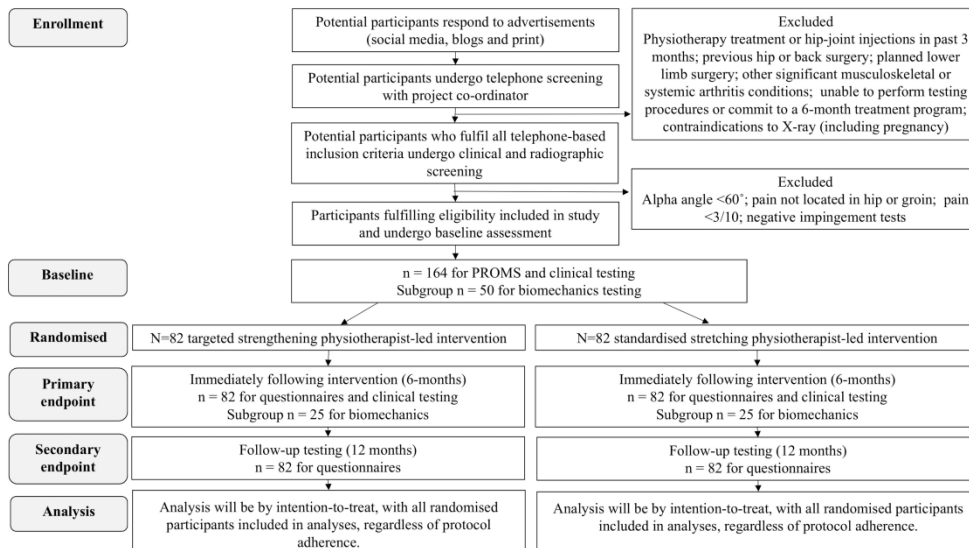 Enrollment
Potential participants respond to advertisements
(social media, blogs and print)
Excluded
Physiotherapy treatment or hip-joint injections in past 3
months; previous hip or back surgery; planned lower
limb surgery; other significant musculoskeletal or
systemic arthritis conditions; unable to perform testing
procedures or commit to a 6-month treatment program;
contraindications to X-ray (including pregnancy)
Potential participants undergo telephone screening
with project co-ordinator
Potential participants who fulfil all telephone-based
inclusion criteria undergo clinical and radiographic
screening
Excluded
Alpha angle <60˚; pain not located in hip or groin; pain
<3/10; negative impingement tests
Participants fulfilling eligibility included in study
and undergo baseline assessment
Baseline
n = 164 for PROMS and clinical testing
Subgroup n = 50 for biomechanics testing
Randomised
N=82 targeted strengthening physiotherapist-led intervention
N=82 standardised stretching physiotherapist-led intervention
Primary
endpoint
Immediately following intervention (6-months)
n = 82 for questionnaires and clinical testing
Subgroup n = 25 for biomechanics
Immediately following intervention (6-months)
n = 82 for questionnaires and clinical testing
Subgroup n = 25 for biomechanics
Secondary
endpoint
Follow-up testing (12 months)
n = 82 for questionnaires
Follow-up testing (12 months)
n = 82 for questionnaires
Analysis
Analysis will be by intention-to-treat, with all randomised
participants included in analyses, regardless of protocol
adherence.
Analysis will be by intention-to-treat, with all randomised participants
included in analyses, regardless of protocol adherence.